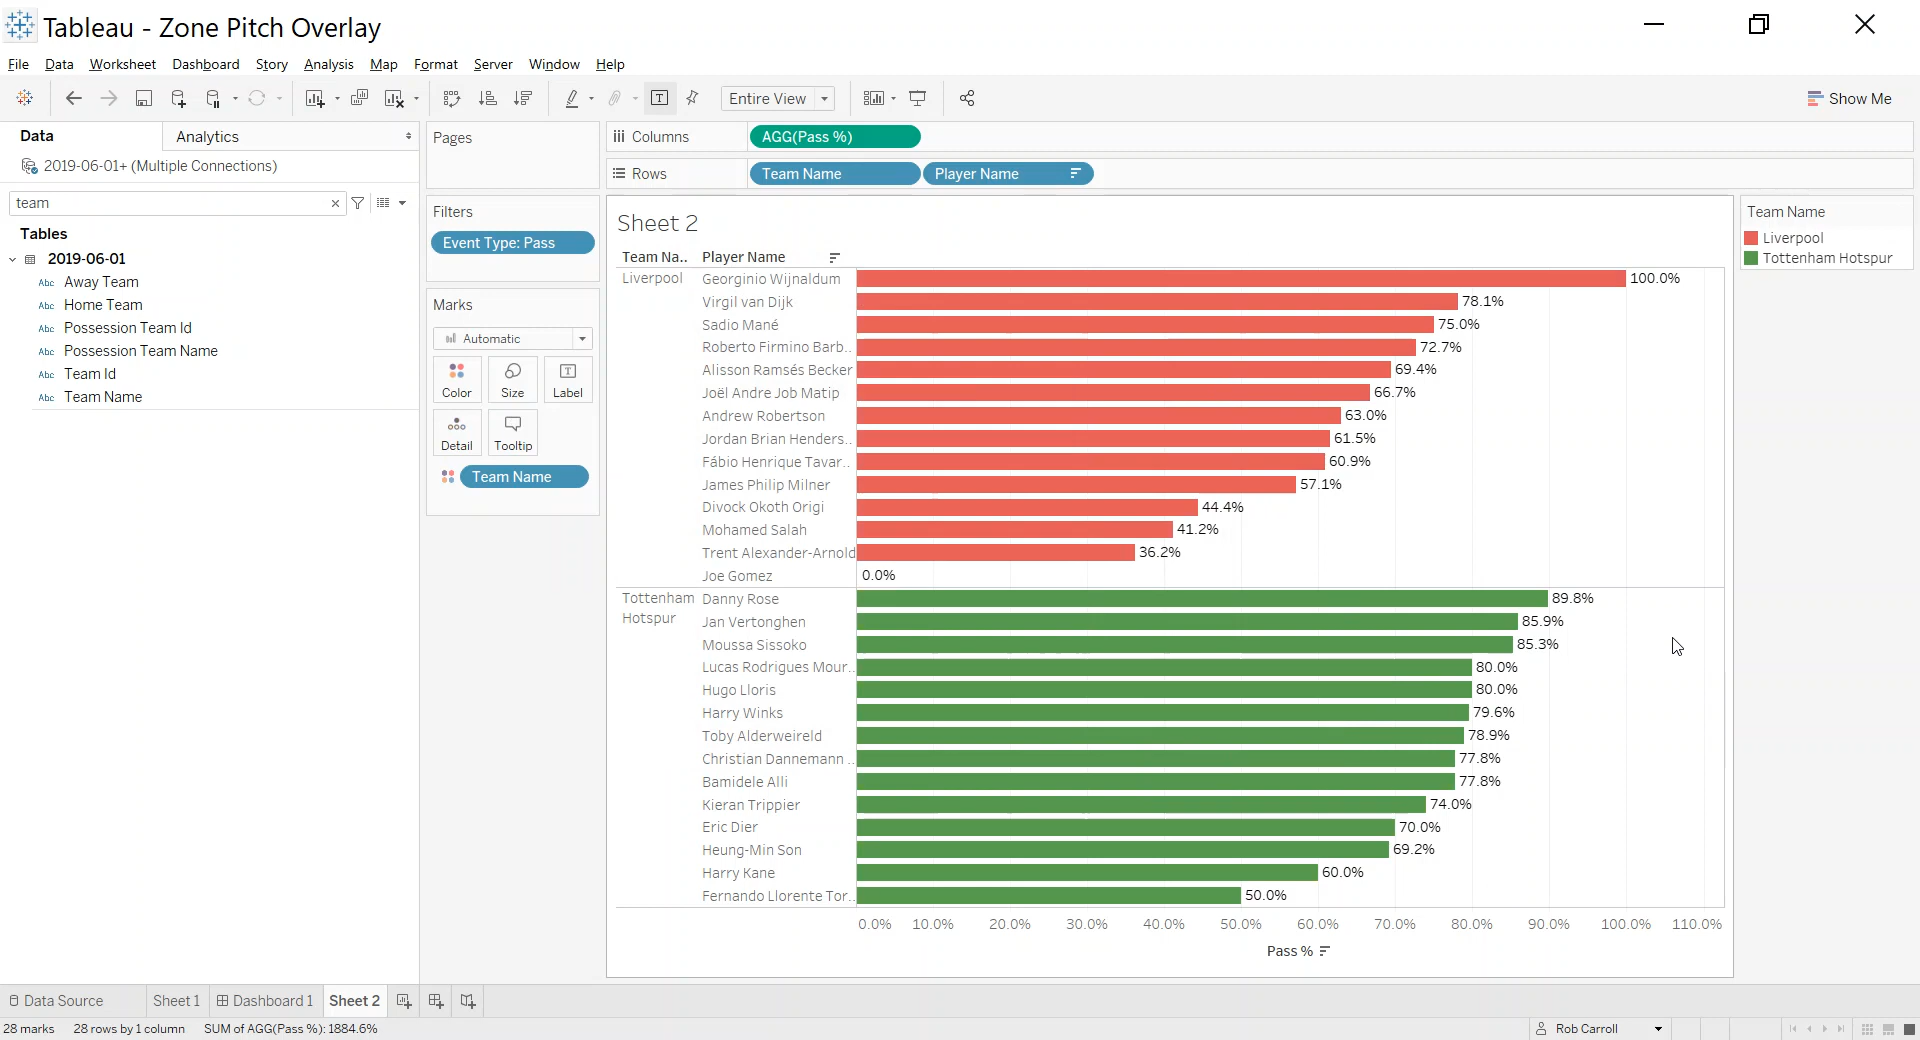 Tableau - Zone Pitch Overlay
File Data Worksheet Dashboard Story Analysis Map Format Server Window Help
Entire View
Show Me
Data
Analytics
2019-06-01+ (Multiple Connections)
team
Tables
2019-06-01
Abc Away Team
Abc Home Team
Abc Possession Team Id
Abc Possession Team Name
Abc Team Id
Abc Team Name
Pages
Filters
Event Type: Pass
Marks
Automatic
Color Size Label
Detail Tooltip
Team Name
Columns AGG(Pass %)
Rows Team Name Player Name
Sheet 2
Team Na.. Player Name
Liverpool Georginio Wijnaldum 100.0%
Virgil van Dijk 78.1%
Sadio Mané 75.0%
Roberto Firmino Barb.. 72.7%
Alisson Ramsés Becker 69.4%
Joël Andre Job Matip 66.7%
Andrew Robertson 63.0%
Jordan Brian Henders.. 61.5%
Fábio Henrique Tavar.. 60.9%
James Philip Milner 57.1%
Divock Okoth Origi 44.4%
Mohamed Salah 41.2%
Trent Alexander-Arnold 36.2%
Joe Gomez 0.0%
Tottenham Hotspur Danny Rose 89.8%
Jan Vertonghen 85.9%
Moussa Sissoko 85.3%
Lucas Rodrigues Mour.. 80.0%
Hugo Lloris 80.0%
Harry Winks 79.6%
Toby Alderweireld 78.9%
Christian Dannemann .. 77.8%
Bamidele Alli 77.8%
Kieran Trippier 74.0%
Eric Dier 70.0%
Heung-Min Son 69.2%
Harry Kane 60.0%
Fernando Llorente Tor.. 50.0%
0.0% 10.0% 20.0% 30.0% 40.0% 50.0% 60.0% 70.0% 80.0% 90.0% 100.0% 110.0%
Pass %
Team Name
Liverpool
Tottenham Hotspur
Data Source Sheet 1 Dashboard 1 Sheet 2
28 marks 28 rows by 1 column SUM of AGG(Pass %): 1884.6%
Rob Carroll